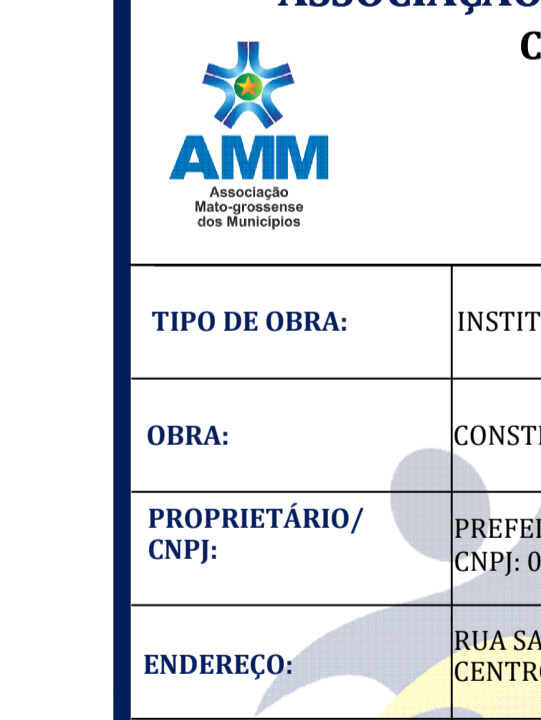 ASSOCIAÇÃO
C
AMM
Associação
Mato-grossense
dos Municípios
TIPO DE OBRA: INSTIT
OBRA: CONST
PROPRIETÁRIO/
CNPJ:
PREFE
CNPJ: 0
ENDEREÇO:
RUA SA
CENTR